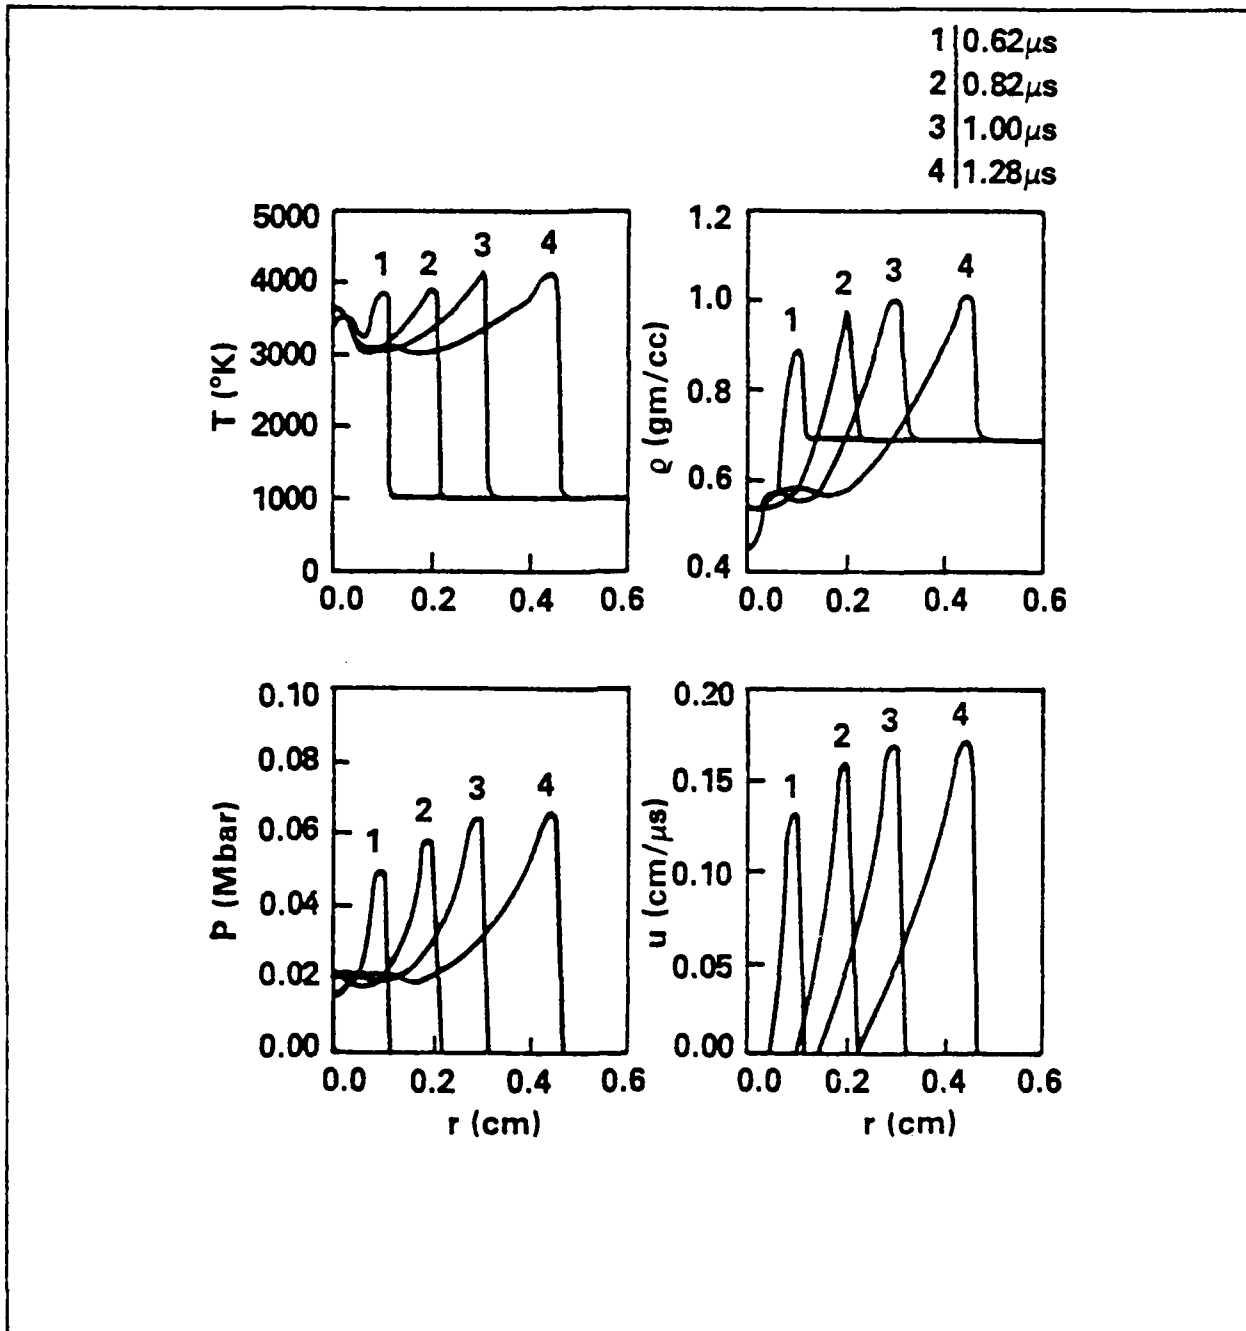 1 0.62μs
2 0.82μs
3 1.00μs
4 1.28μs
5000
4000
3000
2000
1000
0
T (°K)
1 2 3 4
0.0 0.2 0.4 0.6
1.2
1.0
0.8
0.6
0.4
ϱ (gm/cc)
1 2 3 4
0.0 0.2 0.4 0.6
0.10
0.08
0.06
0.04
0.02
0.00
P (Mbar)
1 2 3 4
0.0 0.2 0.4 0.6
r (cm)
0.20
0.15
0.10
0.05
0.00
u (cm/μs)
1 2 3 4
0.0 0.2 0.4 0.6
r (cm)